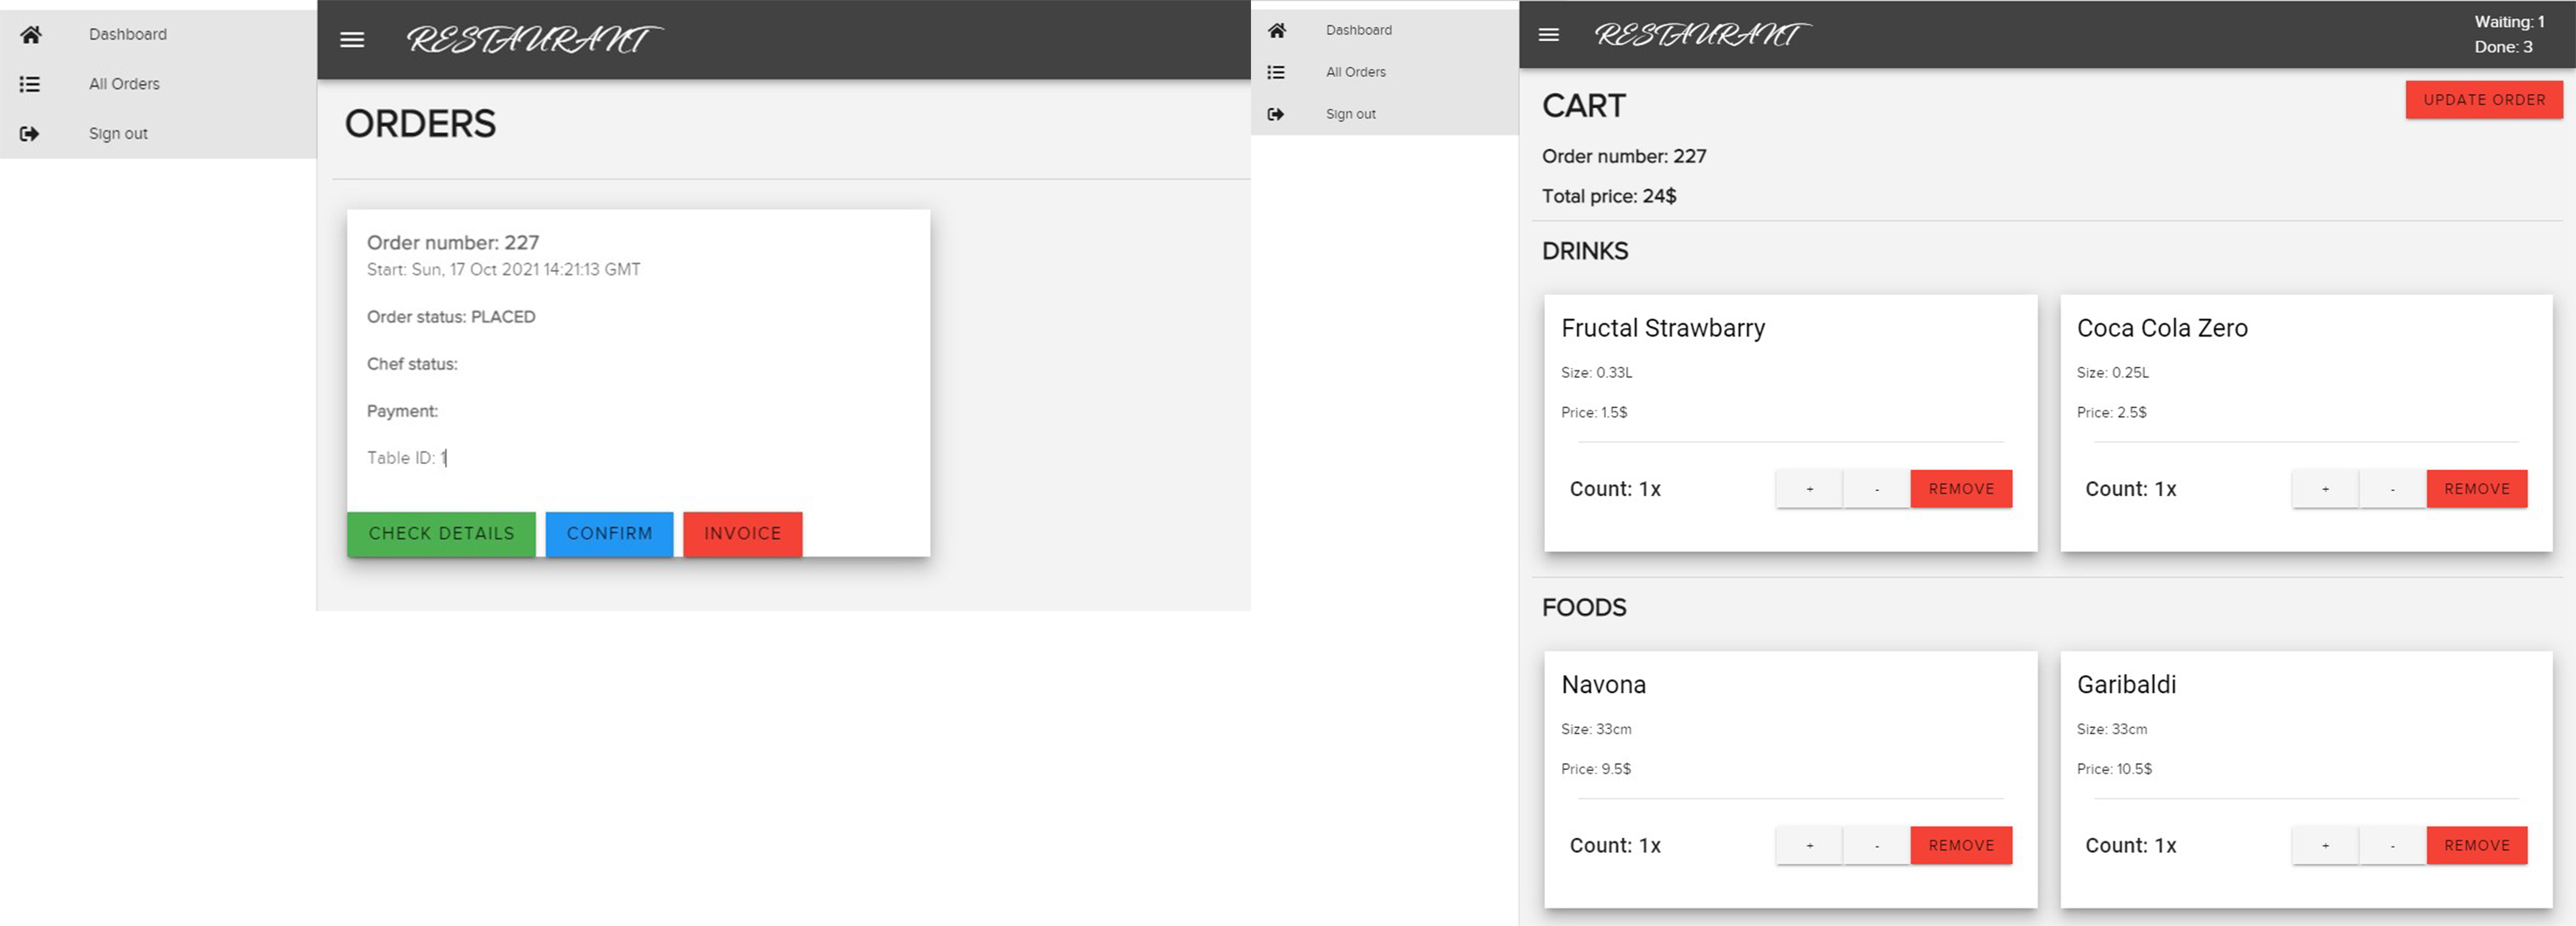 Dashboard
All Orders
Sign out
RESTAURANT
ORDERS
Order number: 227
Start: Sun, 17 Oct 2021 14:21:13 GMT
Order status: PLACED
Chef status:
Payment:
Table ID: 1
CHECK DETAILS CONFIRM INVOICE
Dashboard
All Orders
Sign out
RESTAURANT
Waiting: 1
Done: 3
CART
UPDATE ORDER
Order number: 227
Total price: 24$
DRINKS
Fructal Strawbarry
Size: 0.33L
Price: 1.5$
Count: 1x + - REMOVE
Coca Cola Zero
Size: 0.25L
Price: 2.5$
Count: 1x + - REMOVE
FOODS
Navona
Size: 33cm
Price: 9.5$
Count: 1x + - REMOVE
Garibaldi
Size: 33cm
Price: 10.5$
Count: 1x + - REMOVE